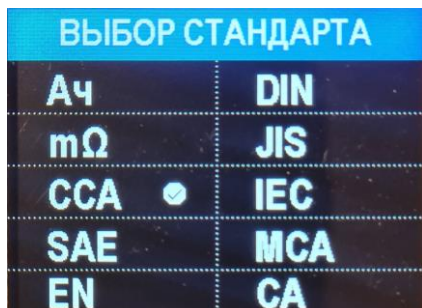 ВЫБОР СТАНДАРТА
Ач DIN
mΩ JIS
CCA IEC
SAE MCA
EN CA